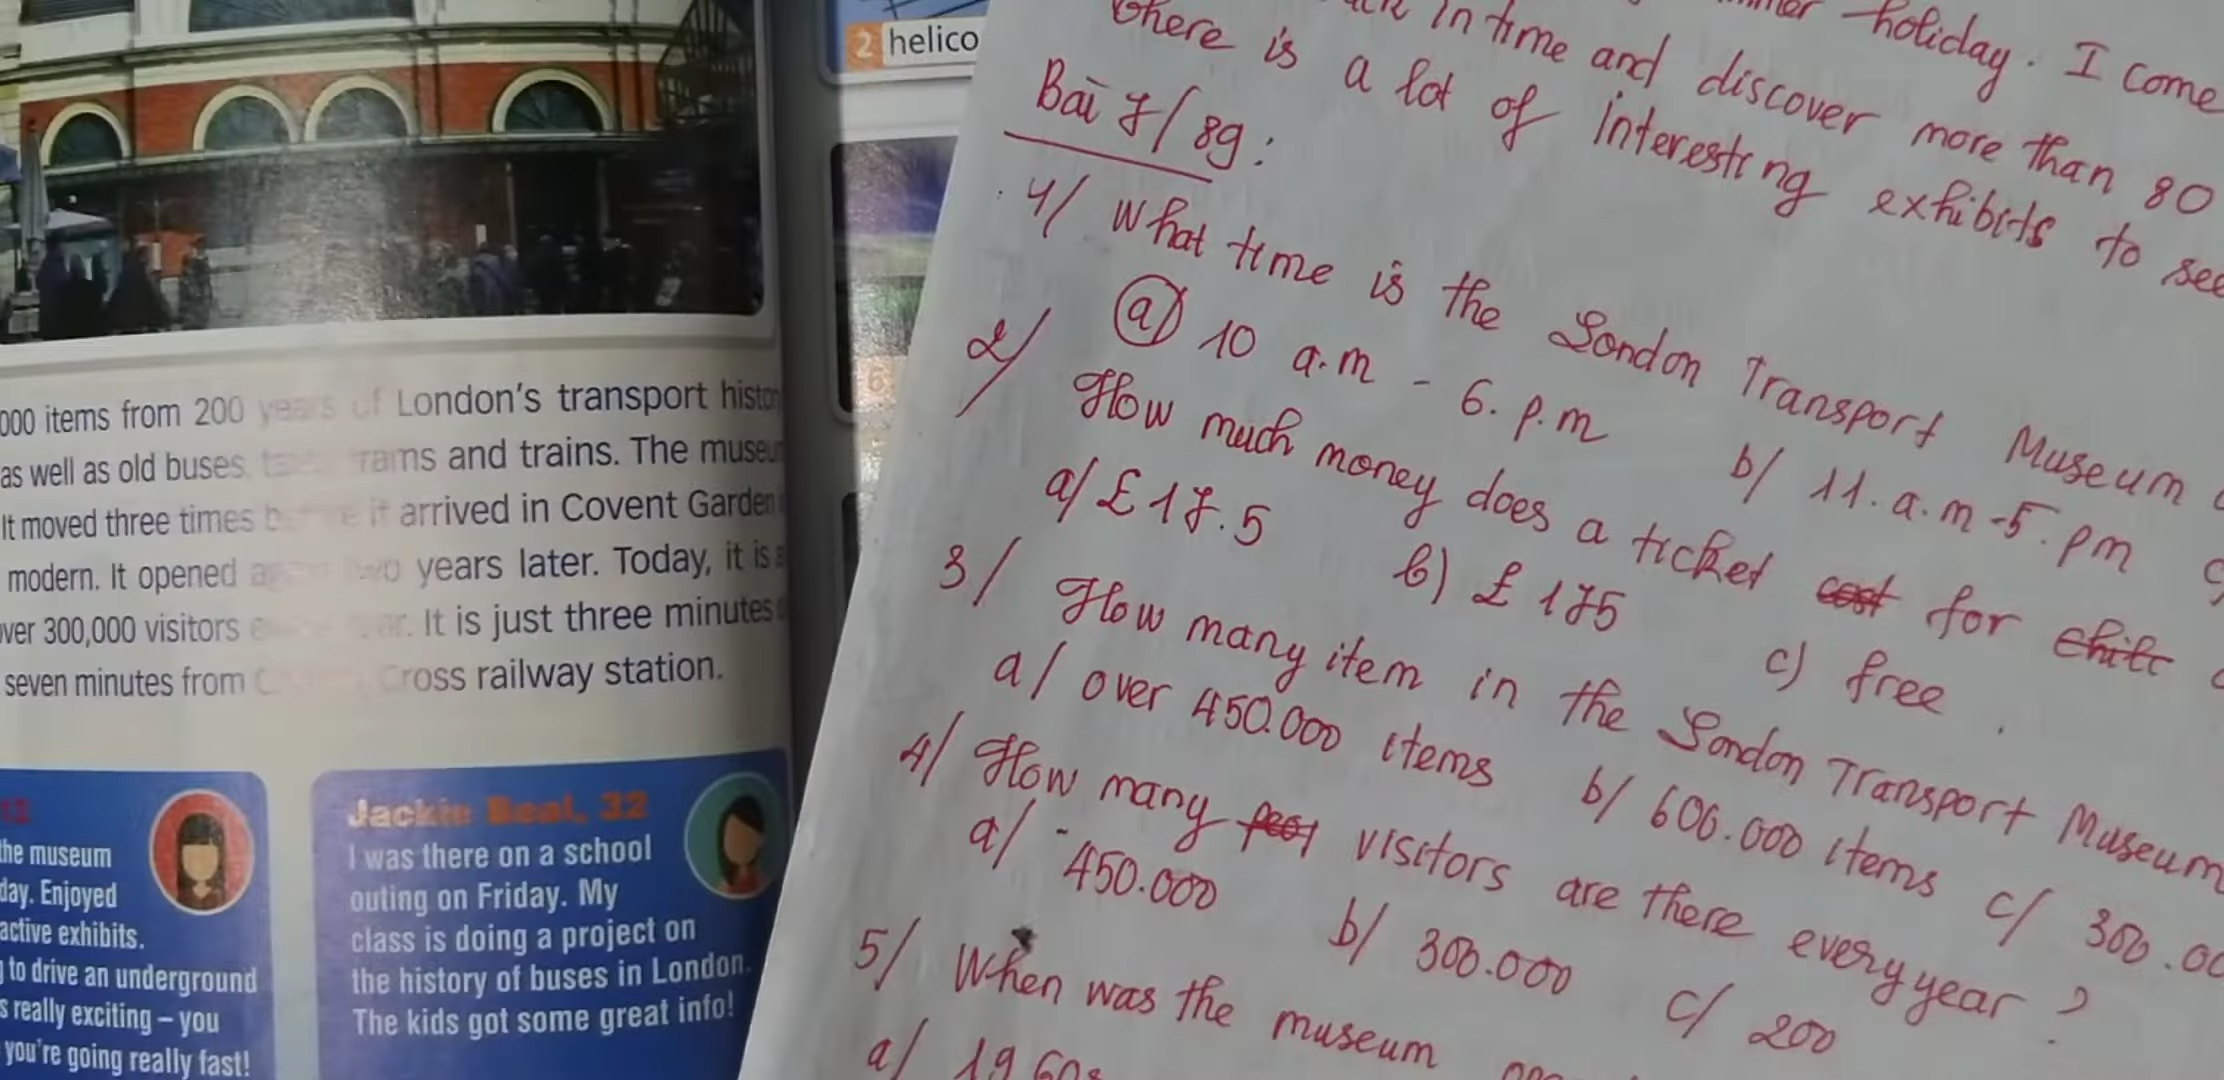 2 helico
000 items from 200 years of London's transport histor
as well as old buses, trams and trains. The museu
It moved three times before it arrived in Covent Garden
modern. It opened again two years later. Today, it is a
over 300,000 visitors every year. It is just three minutes
seven minutes from Cross railway station.
the museum
day. Enjoyed
active exhibits.
to drive an underground
s really exciting – you
you're going really fast!
Jackie Beal, 32
I was there on a school
outing on Friday. My
class is doing a project on
the history of buses in London.
The kids got some great info!
holiday. I come
in time and discover more than 80
there is a lot of interesting exhibits to see
Bài 7/89:
1/ What time is the London Transport Museum
a) 10 a.m - 6.p.m b/ 11.a.m-5.pm c
2/ How much money does a ticket cost for chilc
a/ £17.5 b) £175 c) free.
3/ How many item in the London Transport Museum
a/ over 450.000 items b/ 600.000 items c/ 300.00
4/ How many peo visitors are there every year?
a/ 450.000 b/ 300.000 c/ 200
5/ When was the museum
a/ 1960s